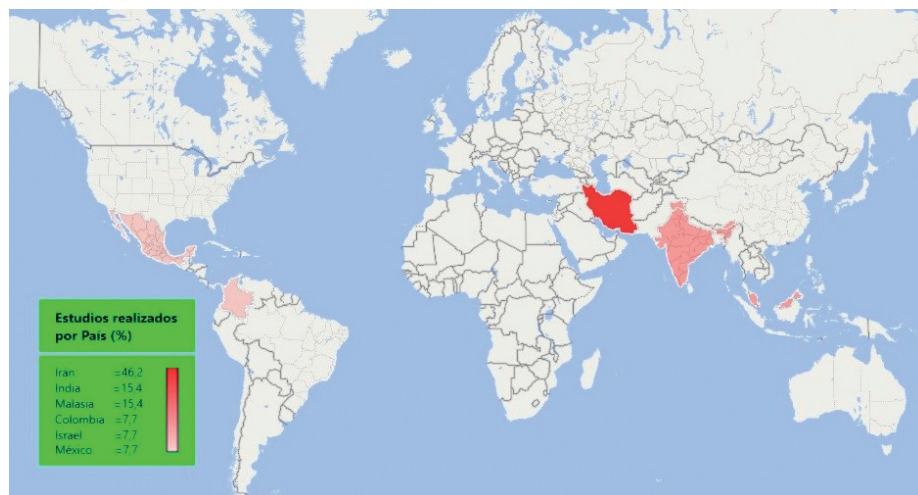 Estudios realizados
por País (%)
Iran =46,2
India =15,4
Malasia =15,4
Colombia =7,7
Israel =7,7
México =7,7